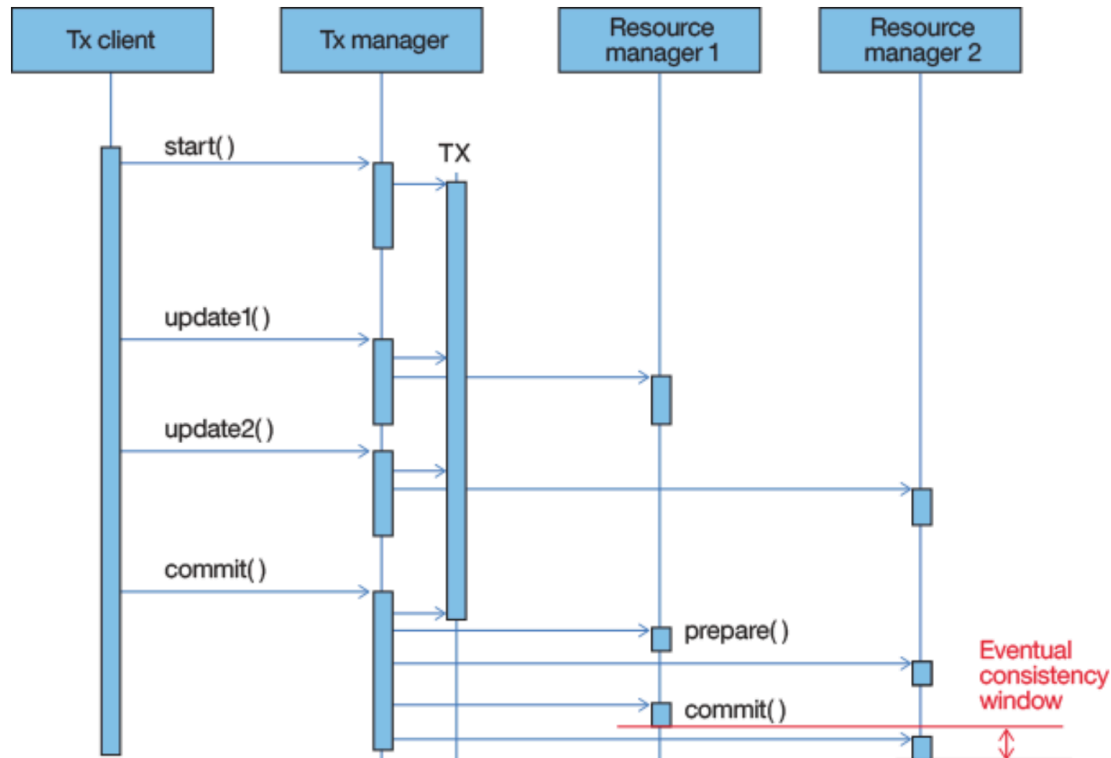 Tx client
Tx manager
Resource
manager 1
Resource
manager 2
start()
TX
update1()
update2()
commit()
prepare()
Eventual
consistency
window
commit()